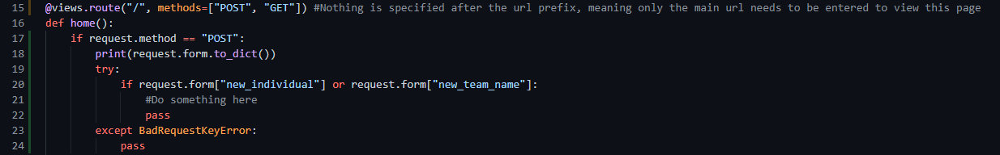 15 @views.route("/", methods=["POST", "GET"]) #Nothing is specified after the url prefix, meaning only the main url needs to be entered to view this page
16 def home():
17     if request.method == "POST":
18         print(request.form.to_dict())
19         try:
20             if request.form["new_individual"] or request.form["new_team_name"]:
21                 #Do something here
22                 pass
23         except BadRequestKeyError:
24             pass